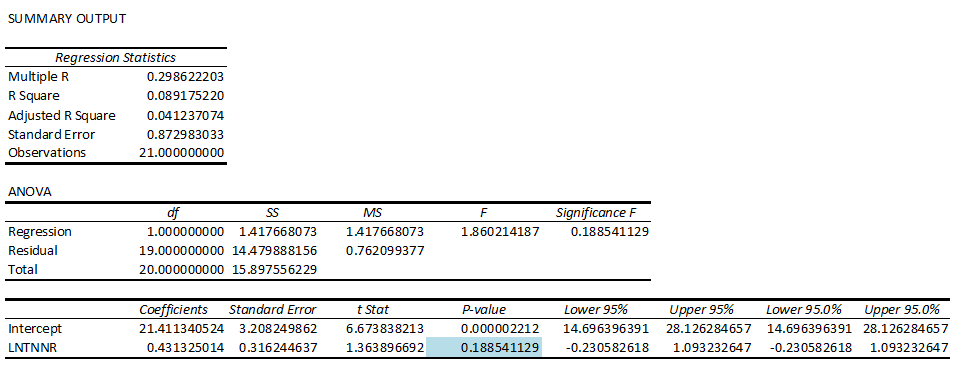 SUMMARY OUTPUT
Regression Statistics
Multiple R 0.298622203
R Square 0.089175220
Adjusted R Square 0.041237074
Standard Error 0.872983033
Observations 21.000000000
ANOVA
df SS MS F Significance F
Regression 1.000000000 1.417668073 1.417668073 1.860214187 0.188541129
Residual 19.000000000 14.479888156 0.762099377
Total 20.000000000 15.897556229
Coefficients Standard Error t Stat P-value Lower 95% Upper 95% Lower 95.0% Upper 95.0%
Intercept 21.411340524 3.208249862 6.673838213 0.000002212 14.696396391 28.126284657 14.696396391 28.126284657
LNTNNR 0.431325014 0.316244637 1.363896692 0.188541129 -0.230582618 1.093232647 -0.230582618 1.093232647